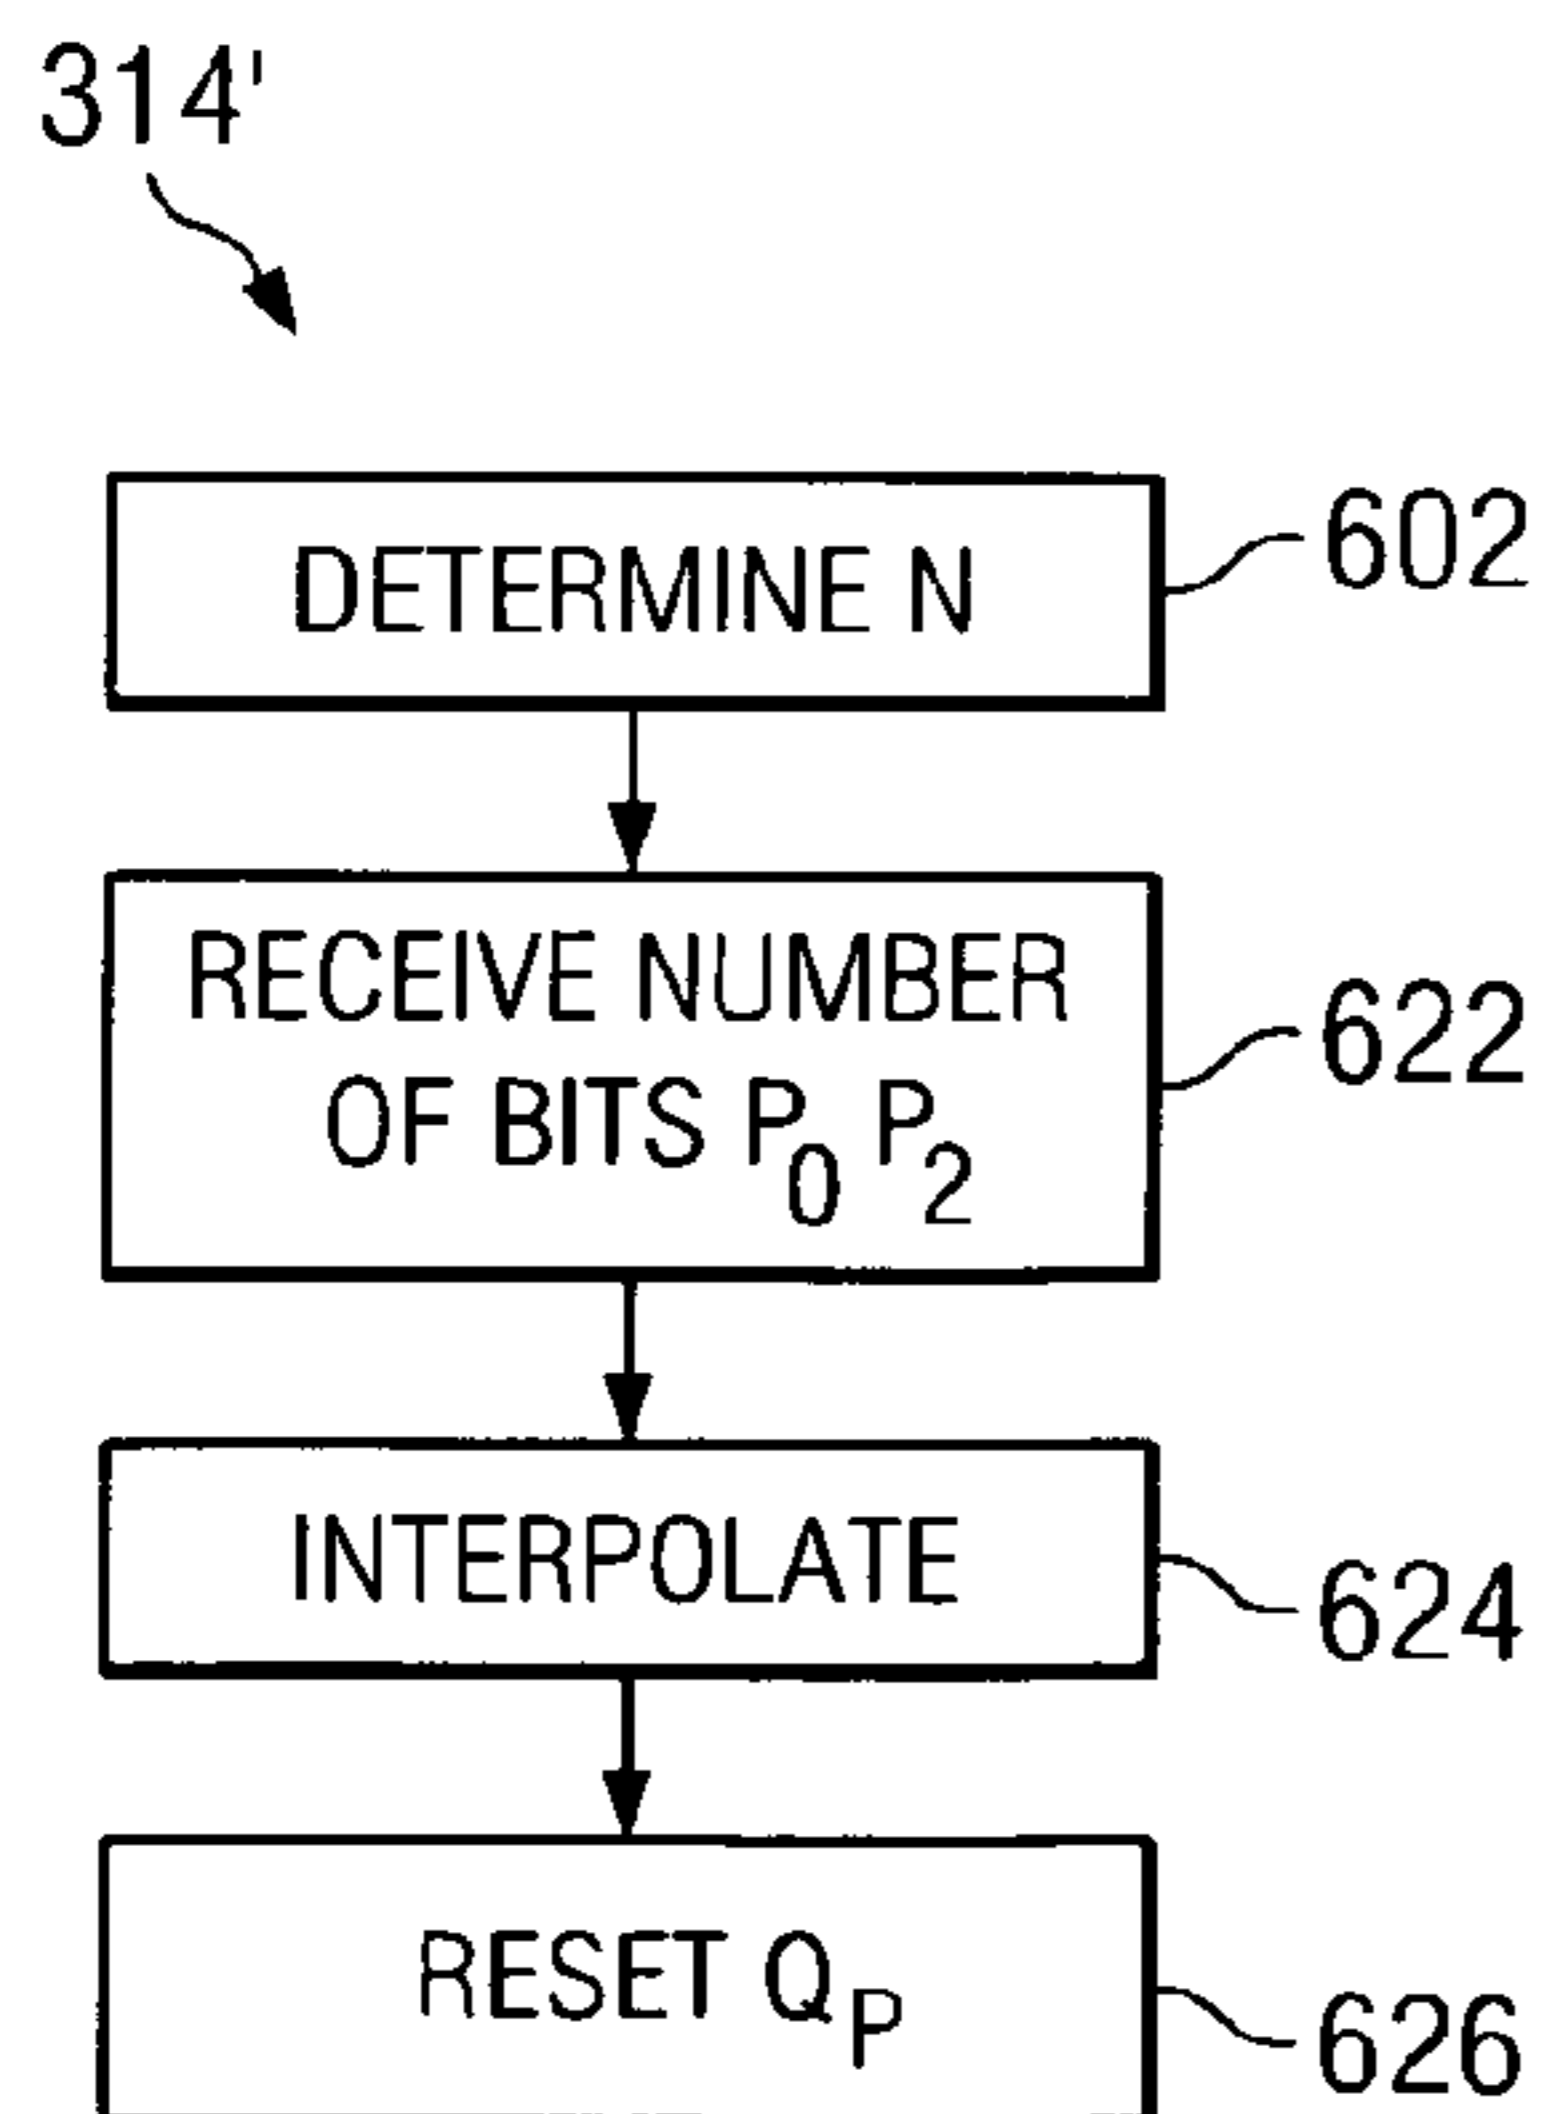 314'
DETERMINE N
602
RECEIVE NUMBER
OF BITS P0 P2
622
INTERPOLATE
624
RESET QP
626